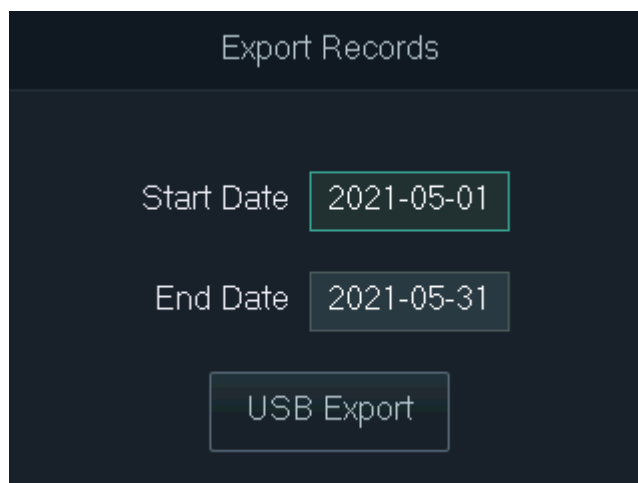 Export Records
Start Date 2021-05-01
End Date 2021-05-31
USB Export